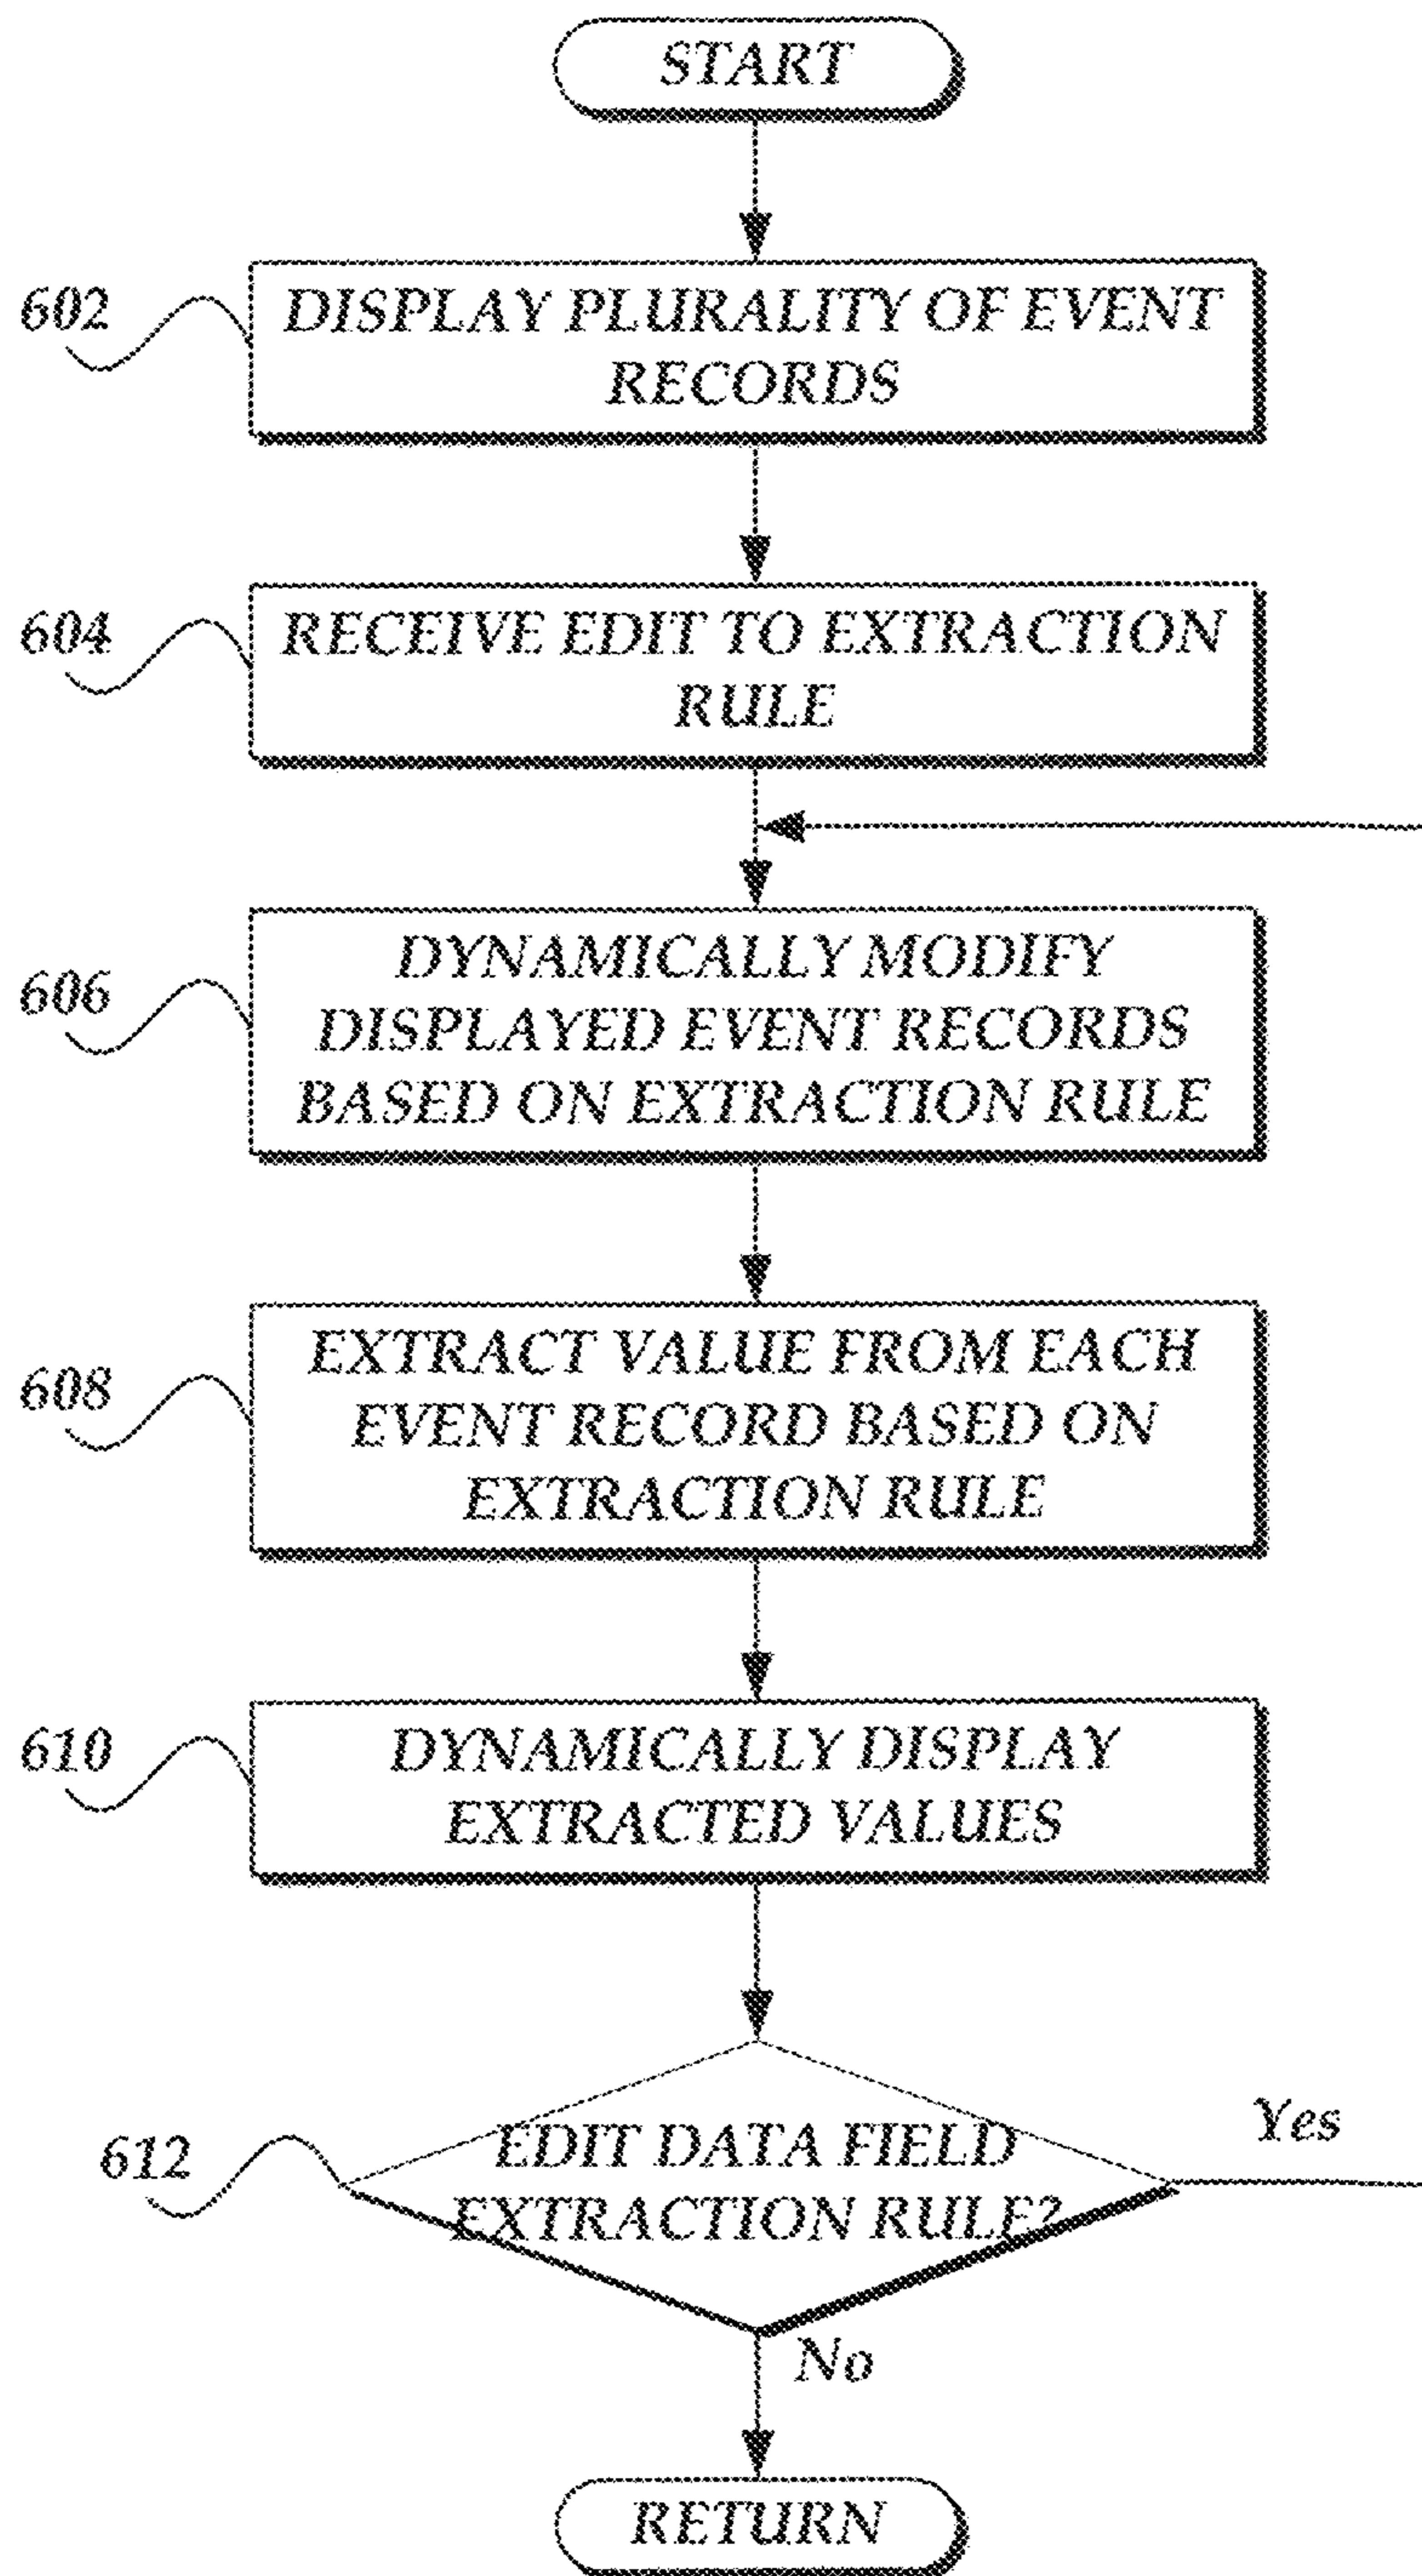 START
602
DISPLAY PLURALITY OF EVENT
RECORDS
604
RECEIVE EDIT TO EXTRACTION
RULE
606
DYNAMICALLY MODIFY
DISPLAYED EVENT RECORDS
BASED ON EXTRACTION RULE
608
EXTRACT VALUE FROM EACH
EVENT RECORD BASED ON
EXTRACTION RULE
610
DYNAMICALLY DISPLAY
EXTRACTED VALUES
612
EDIT DATA FIELD
EXTRACTION RULE?
Yes
No
RETURN